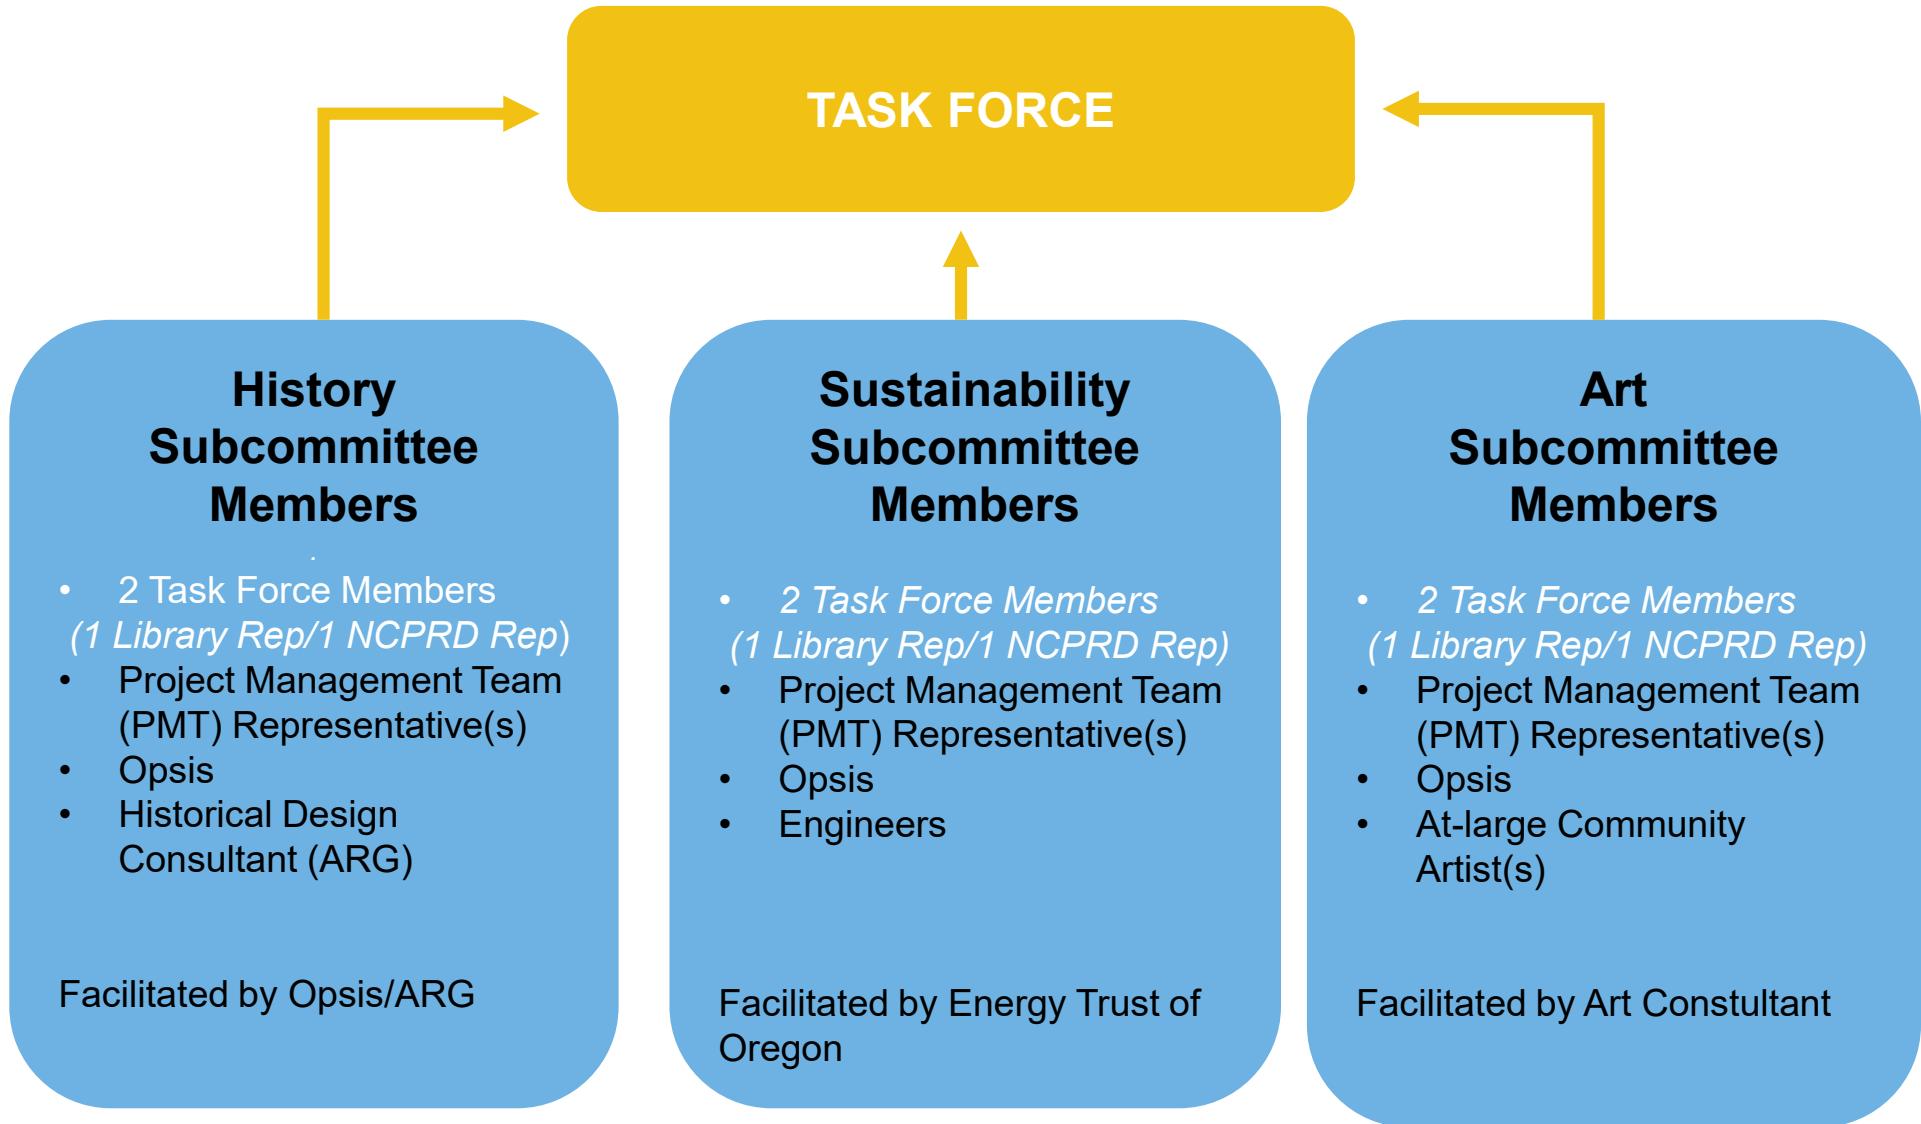 TASK FORCE
History
Subcommittee
Members
.
• 2 Task Force Members
(1 Library Rep/1 NCPRD Rep)
• Project Management Team
(PMT) Representative(s)
• Opsis
• Historical Design
Consultant (ARG)
Facilitated by Opsis/ARG
Sustainability
Subcommittee
Members
• 2 Task Force Members
(1 Library Rep/1 NCPRD Rep)
• Project Management Team
(PMT) Representative(s)
• Opsis
• Engineers
Facilitated by Energy Trust of
Oregon
Art
Subcommittee
Members
• 2 Task Force Members
(1 Library Rep/1 NCPRD Rep)
• Project Management Team
(PMT) Representative(s)
• Opsis
• At-large Community
Artist(s)
Facilitated by Art Constultant